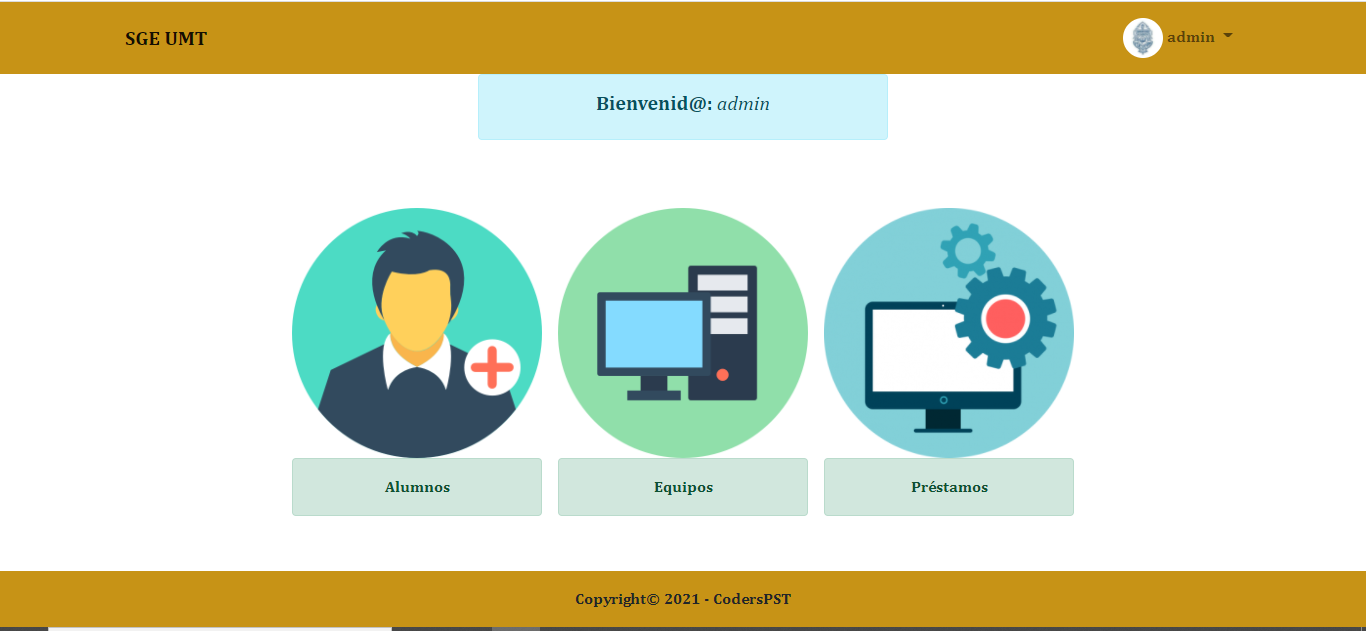 SGE UMT
admin
Bienvenid@: admin
Alumnos
Equipos
Préstamos
Copyright© 2021 - CodersPST